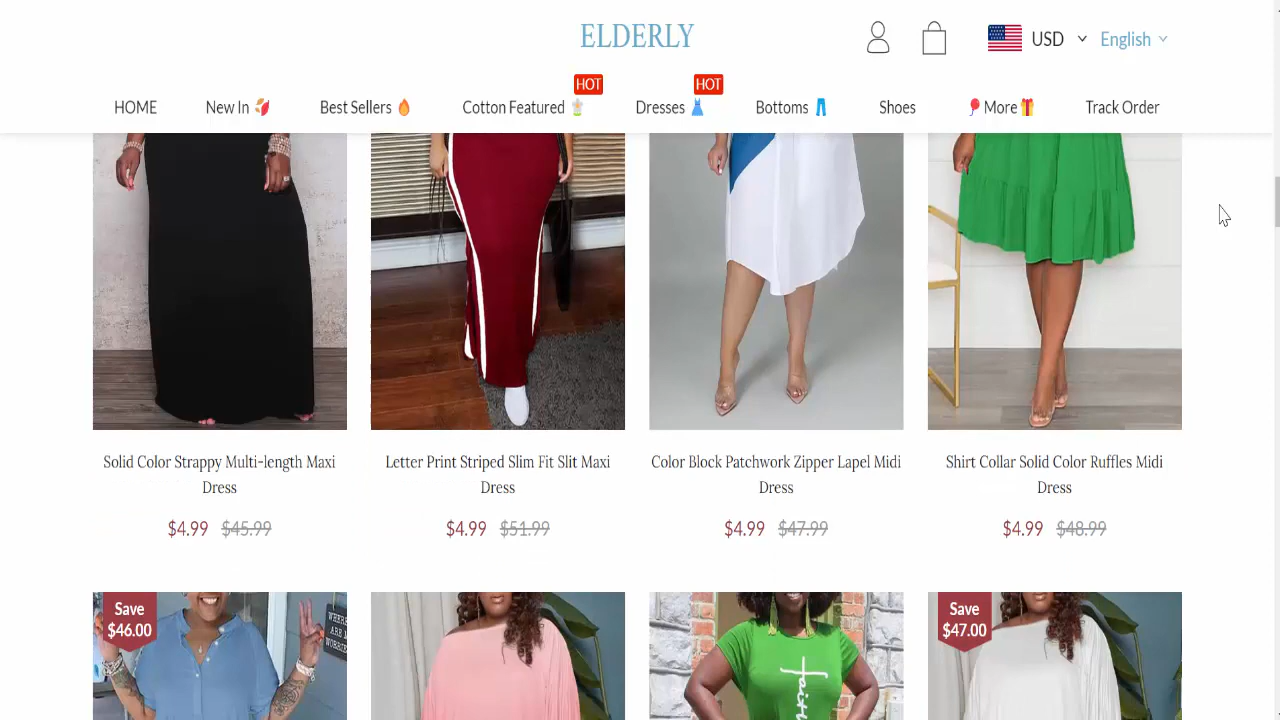 ELDERLY
USD
English
HOT
HOT
HOME
New In
Best Sellers
Cotton Featured
Dresses
Bottoms
Shoes
More
Track Order
Solid Color Strappy Multi-length Maxi
Dress
$4.99 $45.99
Letter Print Striped Slim Fit Slit Maxi
Dress
$4.99 $51.99
Color Block Patchwork Zipper Lapel Midi
Dress
$4.99 $47.99
Shirt Collar Solid Color Ruffles Midi
Dress
$4.99 $48.99
Save
$46.00
WHERE
ARE
Save
$47.00